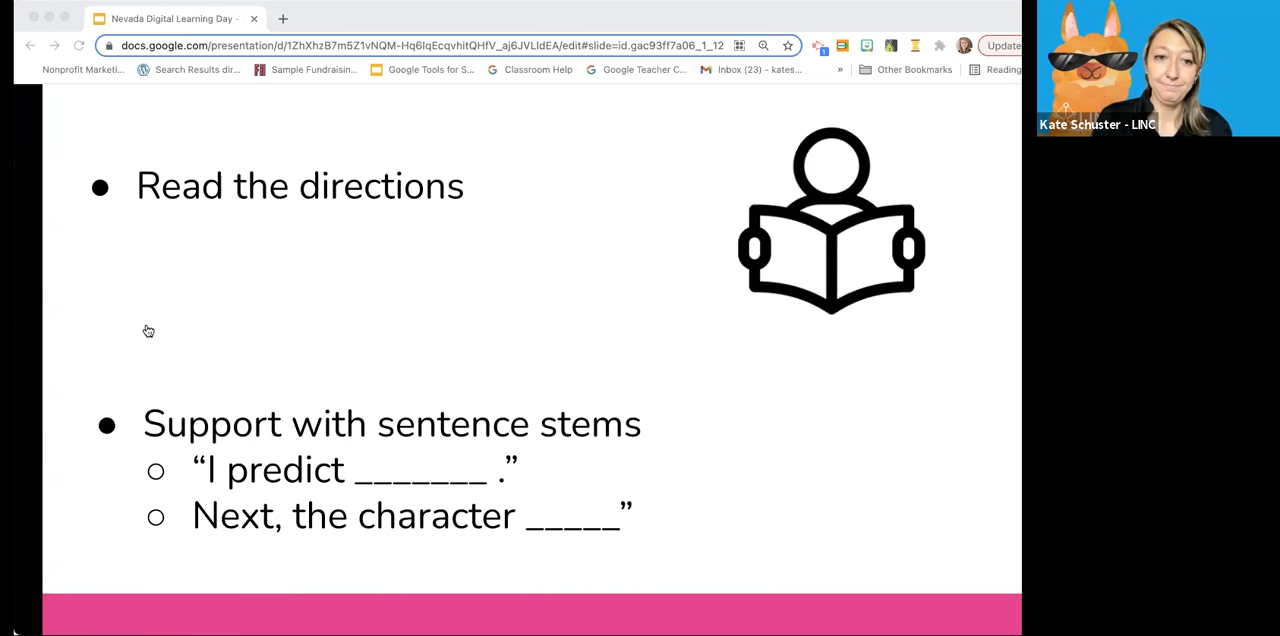 Nevada Digital Learning Day -
docs.google.com/presentation/d/1ZhXhzB7m5Z1vNQM-Hq6IqEcqvhitQHfV_aj6JVLIdEA/edit#slide=id.gac93ff7a06_1_12
1
Update
Nonprofit Marketi...
Search Results dir...
Sample Fundraisin...
Google Tools for S...
Classroom Help
Google Teacher C...
Inbox (23) - kates...
»
Other Bookmarks
Reading
Kate Schuster - LINC
● Read the directions
● Support with sentence stems
○ “I predict _______ .”
○ Next, the character _____”